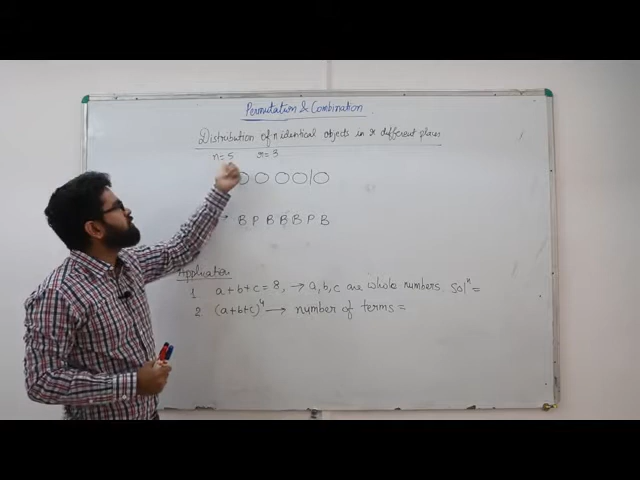 Permutation & Combination
Distribution of n identical objects in r different places
n=5 r=3
B P B B B P B
Application
1. a+b+c = 8, → a, b, c are whole numbers. Solⁿ =
2. (a+b+c)⁴ → number of terms =